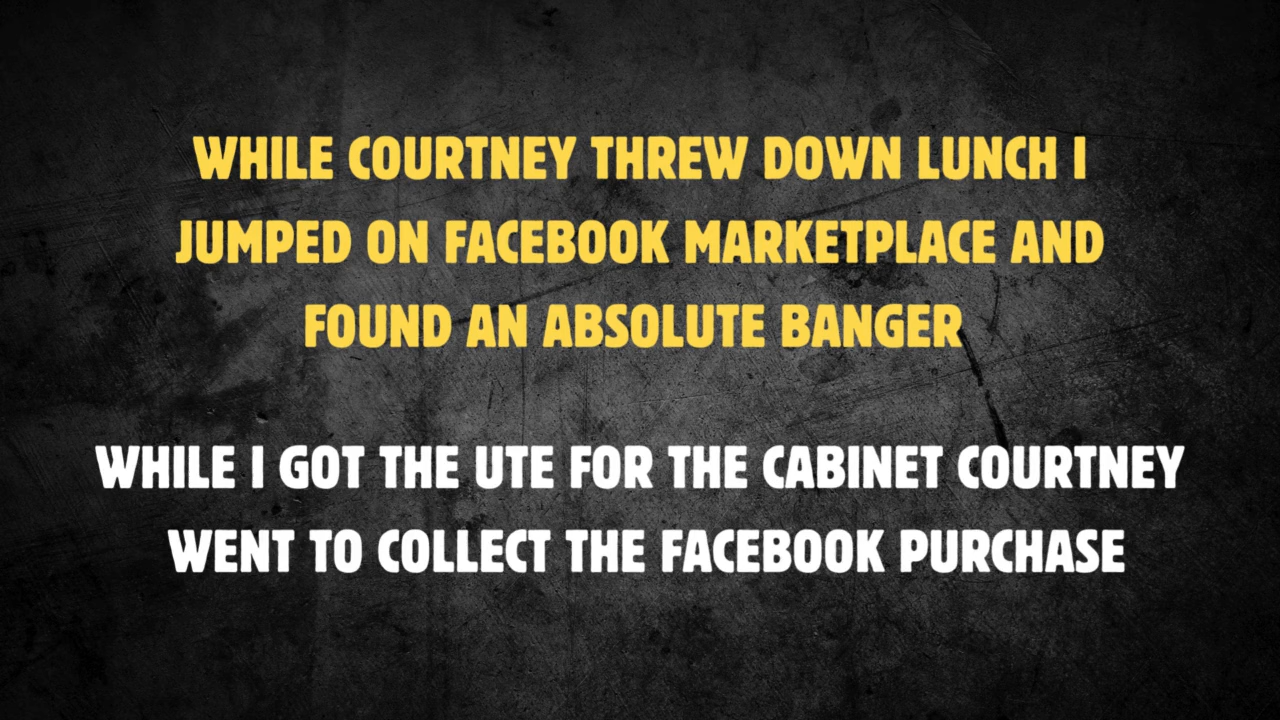 WHILE COURTNEY THREW DOWN LUNCH I
JUMPED ON FACEBOOK MARKETPLACE AND
FOUND AN ABSOLUTE BANGER
WHILE I GOT THE UTE FOR THE CABINET COURTNEY
WENT TO COLLECT THE FACEBOOK PURCHASE